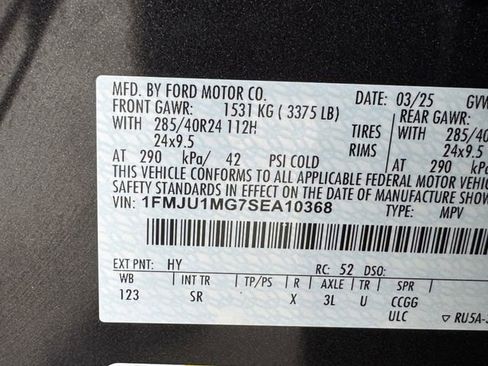 MFD. BY FORD MOTOR CO. DATE: 03/25 GVW
FRONT GAWR: 1531 KG ( 3375 LB) REAR GAWR:
WITH 285/40R24 112H TIRES WITH 285/40
24x9.5 RIMS 24x9.5
AT 290 kPa/ 42 PSI COLD AT 290
THIS VEHICLE CONFORMS TO ALL APPLICABLE FEDERAL MOTOR VEHIC
SAFETY STANDARDS IN EFFECT ON THE DATE OF MANUFACTURE SHOW
VIN: 1FMJU1MG7SEA10368 TYPE: MPV
EXT PNT: HY RC: 52 DSO:
WB INT TR TP/PS R AXLE TR SPR
123 SR X 3L U CCGG
ULC ▽ RU5A-